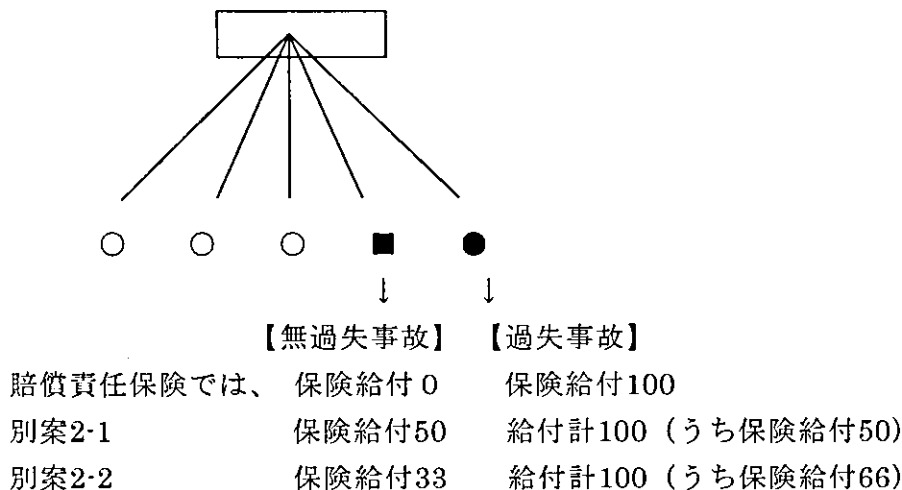 【無過失事故】 【過失事故】
賠償責任保険では、 保険給付0 保険給付100
別案2-1 保険給付50 給付計100（うち保険給付50）
別案2-2 保険給付33 給付計100（うち保険給付66）